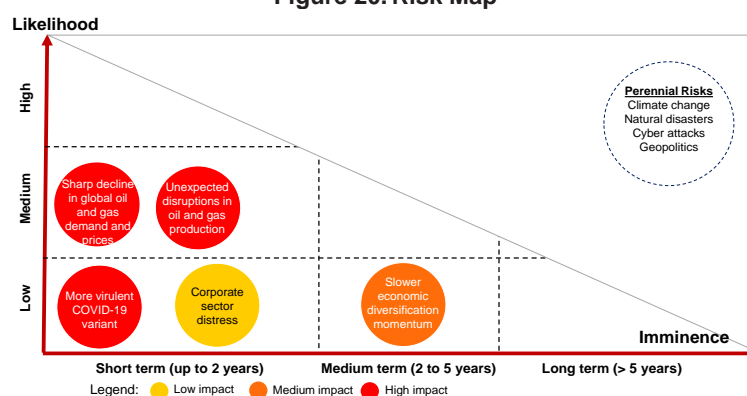 Likelihood
High
Medium
Low
Perennial Risks
Climate change
Natural disasters
Cyber attacks
Geopolitics
Sharp decline
in global oil
and gas
demand and
prices
Unexpected
disruptions in
oil and gas
production
More virulent
COVID-19
variant
Corporate
sector
distress
Slower
economic
diversification
momentum
Imminence
Short term (up to 2 years)
Medium term (2 to 5 years)
Long term (> 5 years)
Legend:
Low impact
Medium impact
High impact